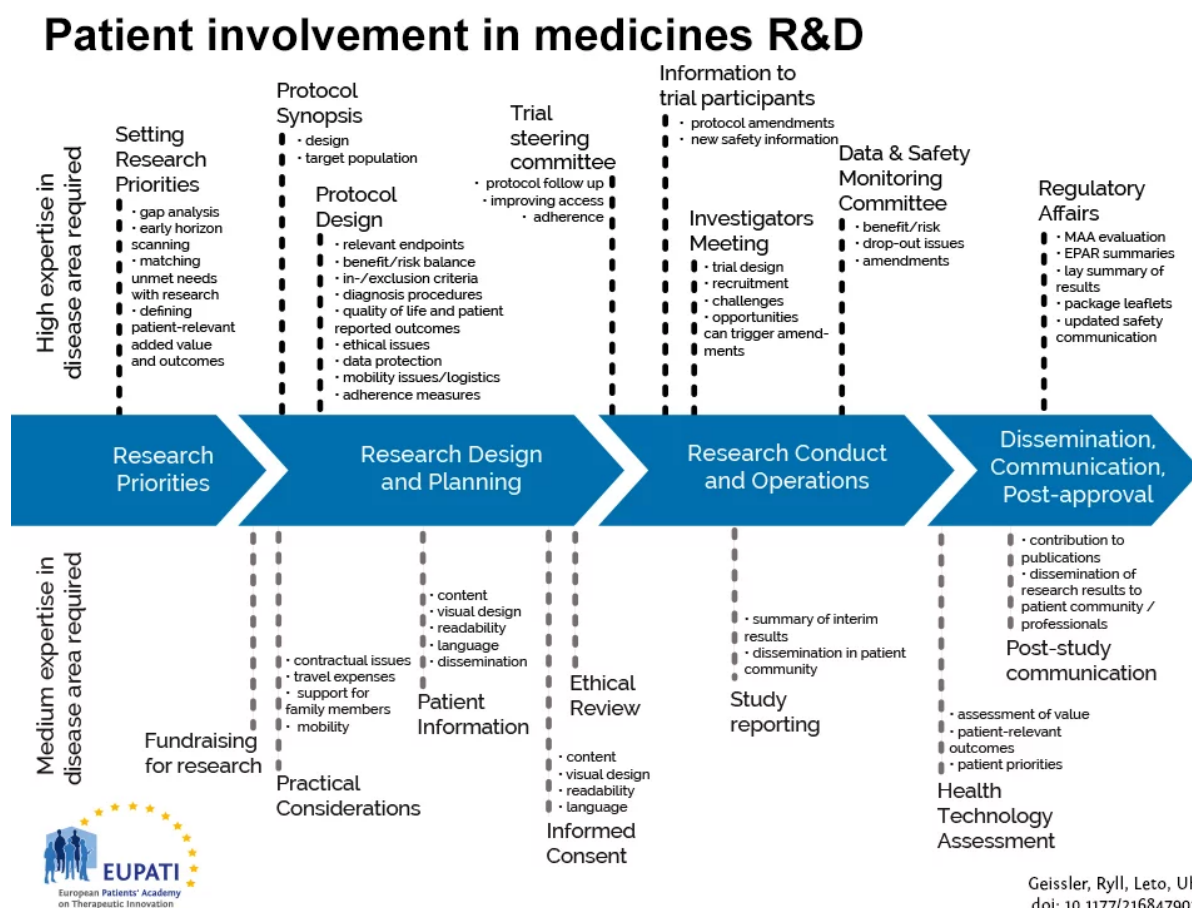 Patient involvement in medicines R&D
High expertise in
disease area required
Setting
Research
Priorities
• gap analysis
• early horizon
scanning
• matching
unmet needs
with research
• defining
patient-relevant
added value
and outcomes
Protocol
Synopsis
• design
• target population
Protocol
Design
• relevant endpoints
• benefit/risk balance
• in-/exclusion criteria
• diagnosis procedures
• quality of life and patient
reported outcomes
• ethical issues
• data protection
• mobility issues/logistics
• adherence measures
Trial
steering
committee
• protocol follow up
• improving access
• adherence
Information to
trial participants
• protocol amendments
• new safety information
Investigators
Meeting
• trial design
• recruitment
• challenges
• opportunities
can trigger amend-
ments
Data & Safety
Monitoring
Committee
• benefit/risk
• drop-out issues
• amendments
Regulatory
Affairs
• MAA evaluation
• EPAR summaries
• lay summary of
results
• package leaflets
• updated safety
communication
Research
Priorities
Research Design
and Planning
Research Conduct
and Operations
Dissemination,
Communication,
Post-approval
Medium expertise in
disease area required
Fundraising
for research
• contractual issues
• travel expenses
• support for
family members
• mobility
Practical
Considerations
• content
• visual design
• readability
• language
• dissemination
Patient
Information
Ethical
Review
• content
• visual design
• readability
• language
Informed
Consent
• summary of interim
results
• dissemination in patient
community
Study
reporting
• contribution to
publications
• dissemination of
research results to
patient community /
professionals
Post-study
communication
• assessment of value
• patient-relevant
outcomes
• patient priorities
Health
Technology
Assessment
EUPATI
European Patients' Academy
on Therapeutic Innovation
Geissler, Ryll, Leto,
doi: 10.1177/21684790